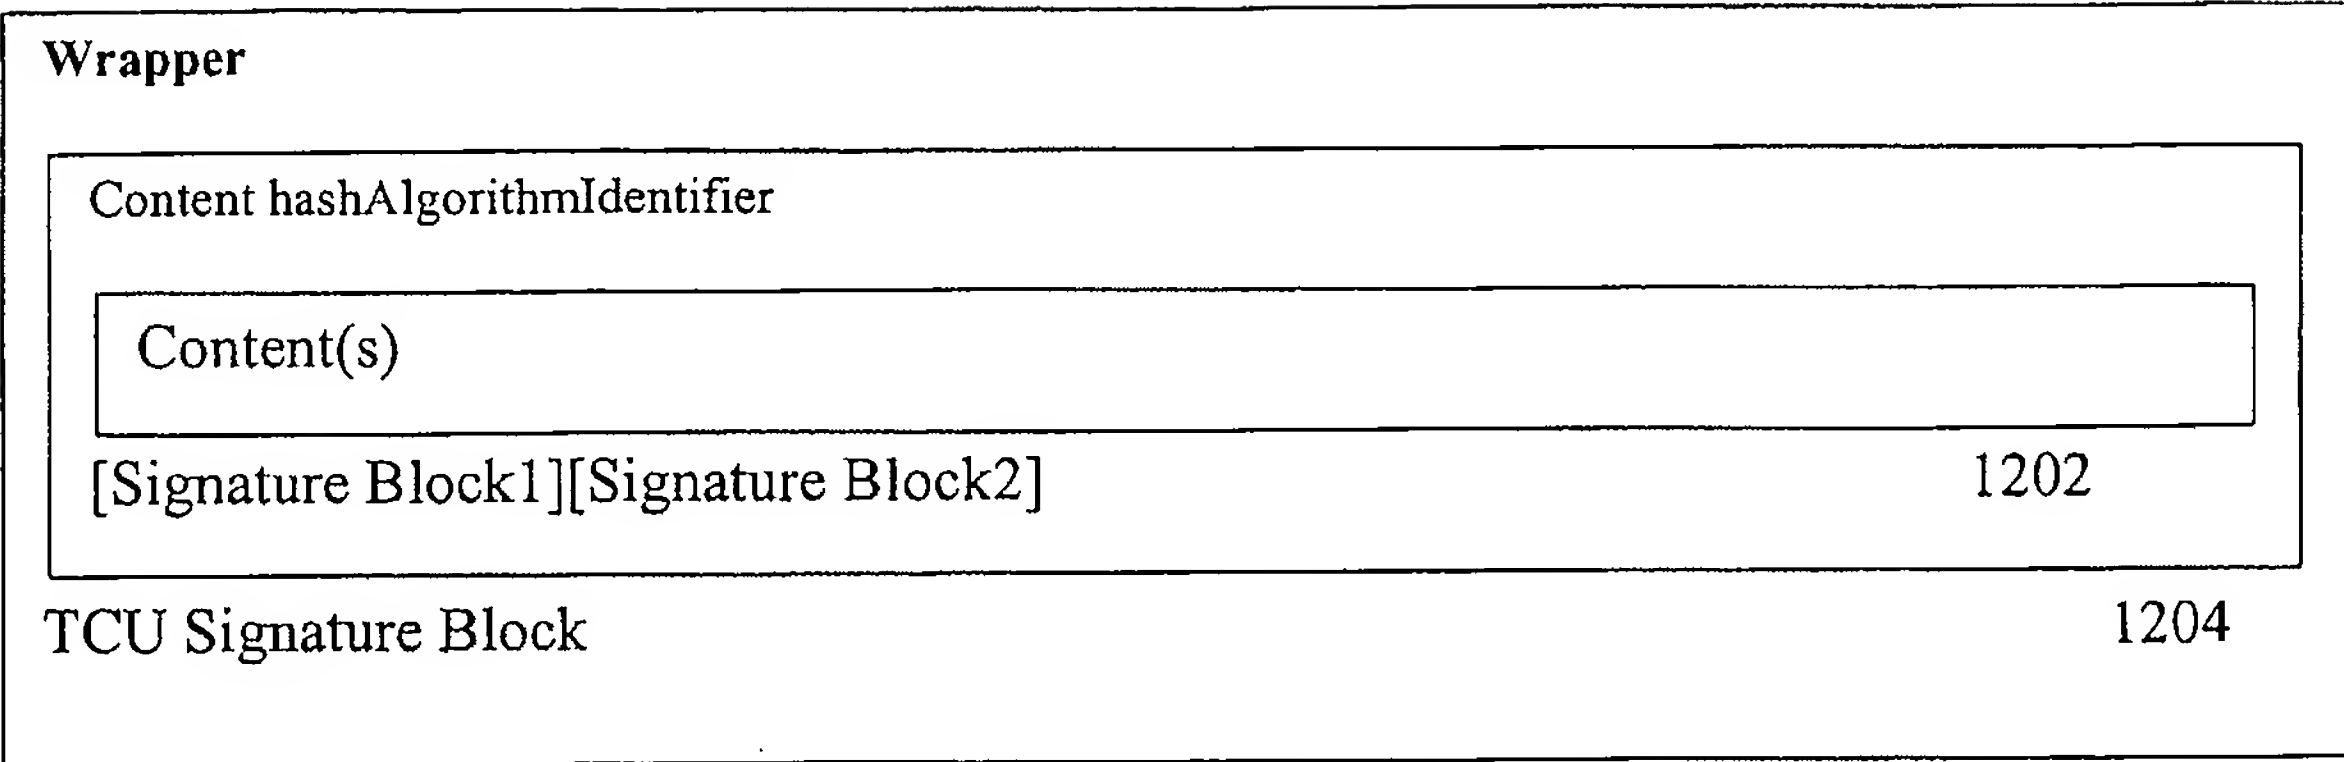 Wrapper
Content hashAlgorithmIdentifier
Content(s)
[Signature Block1][Signature Block2] 1202
TCU Signature Block 1204